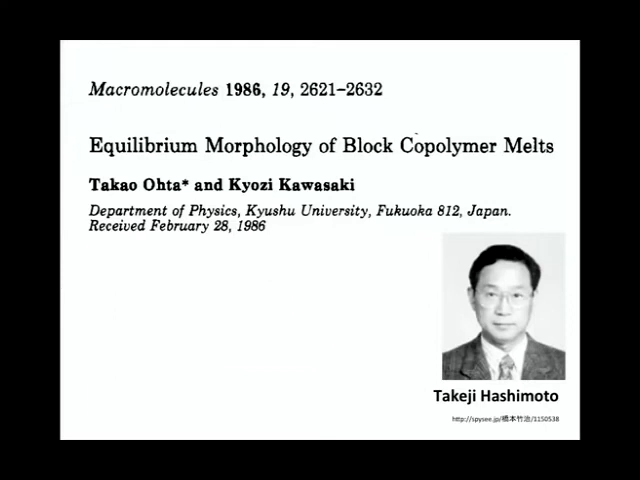 Macromolecules 1986, 19, 2621–2632
Equilibrium Morphology of Block Copolymer Melts
Takao Ohta* and Kyozi Kawasaki
Department of Physics, Kyushu University, Fukuoka 812, Japan.
Received February 28, 1986
Takeji Hashimoto
http://spysee.jp/橋本竹治/1150538